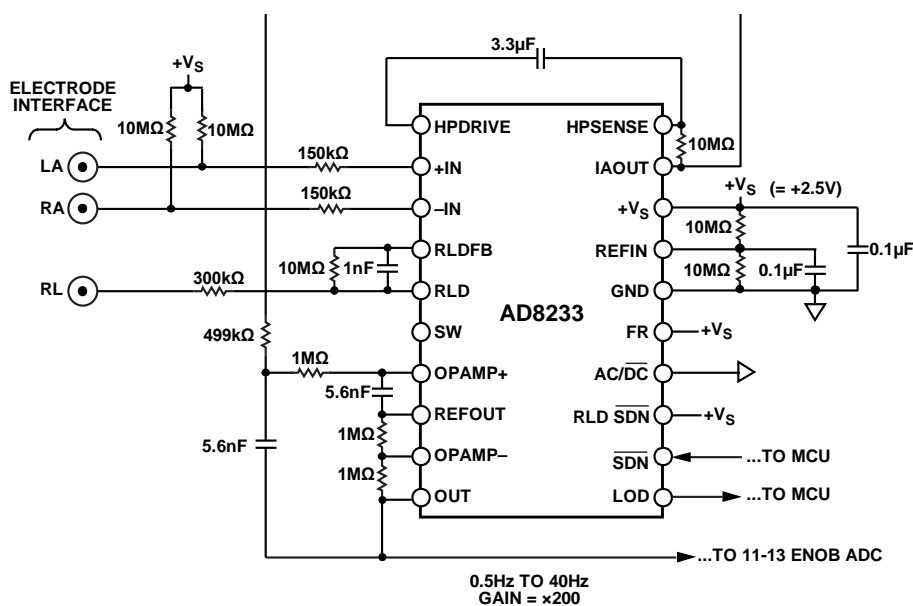 3.3µF
+VS
ELECTRODE
INTERFACE
10MΩ
10MΩ
HPDRIVE
HPSENSE
10MΩ
LA
150kΩ
+IN
IAOUT
+VS (= +2.5V)
RA
150kΩ
–IN
+VS
10MΩ
RLDFB
REFIN
0.1µF
10MΩ
1nF
10MΩ
0.1µF
RL
300kΩ
RLD
GND
AD8233
499kΩ
SW
FR
+VS
1MΩ
OPAMP+
AC/DC
5.6nF
REFOUT
RLD SDN
+VS
5.6nF
1MΩ
OPAMP–
SDN
...TO MCU
1MΩ
OUT
LOD
...TO MCU
...TO 11-13 ENOB ADC
0.5Hz TO 40Hz
GAIN = ×200